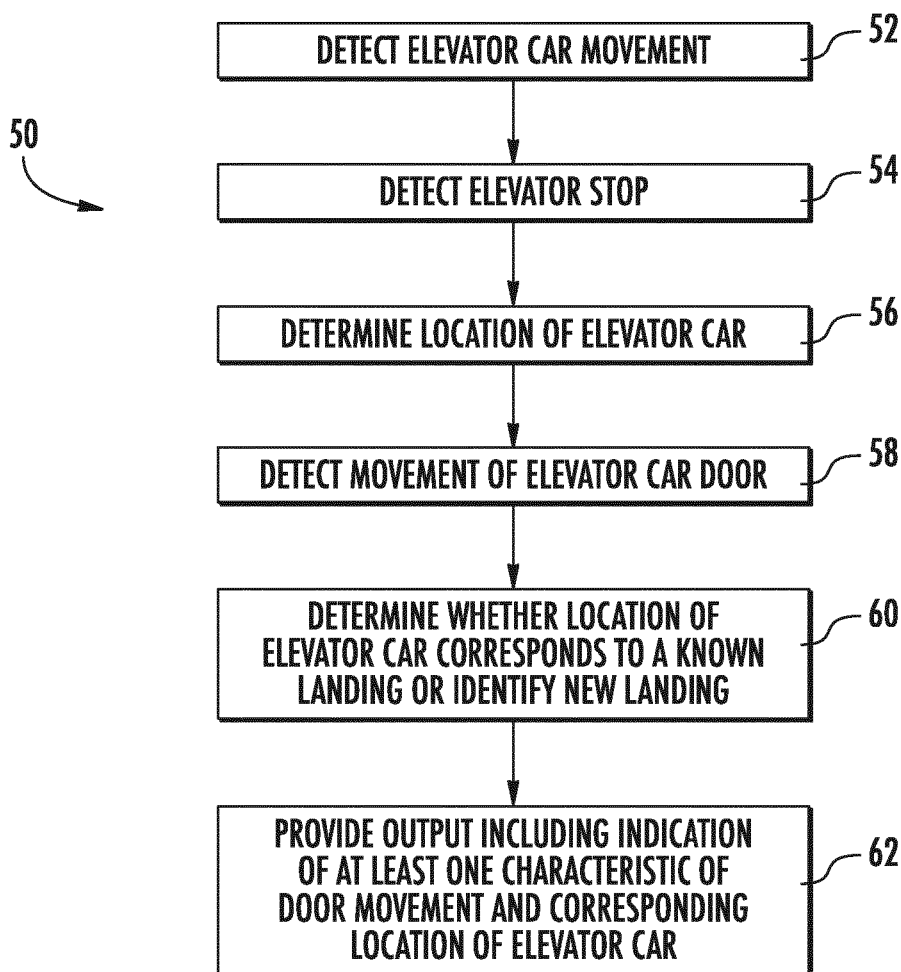 50
DETECT ELEVATOR CAR MOVEMENT
52
DETECT ELEVATOR STOP
54
DETERMINE LOCATION OF ELEVATOR CAR
56
DETECT MOVEMENT OF ELEVATOR CAR DOOR
58
DETERMINE WHETHER LOCATION OF
ELEVATOR CAR CORRESPONDS TO A KNOWN
LANDING OR IDENTIFY NEW LANDING
60
PROVIDE OUTPUT INCLUDING INDICATION
OF AT LEAST ONE CHARACTERISTIC OF
DOOR MOVEMENT AND CORRESPONDING
LOCATION OF ELEVATOR CAR
62